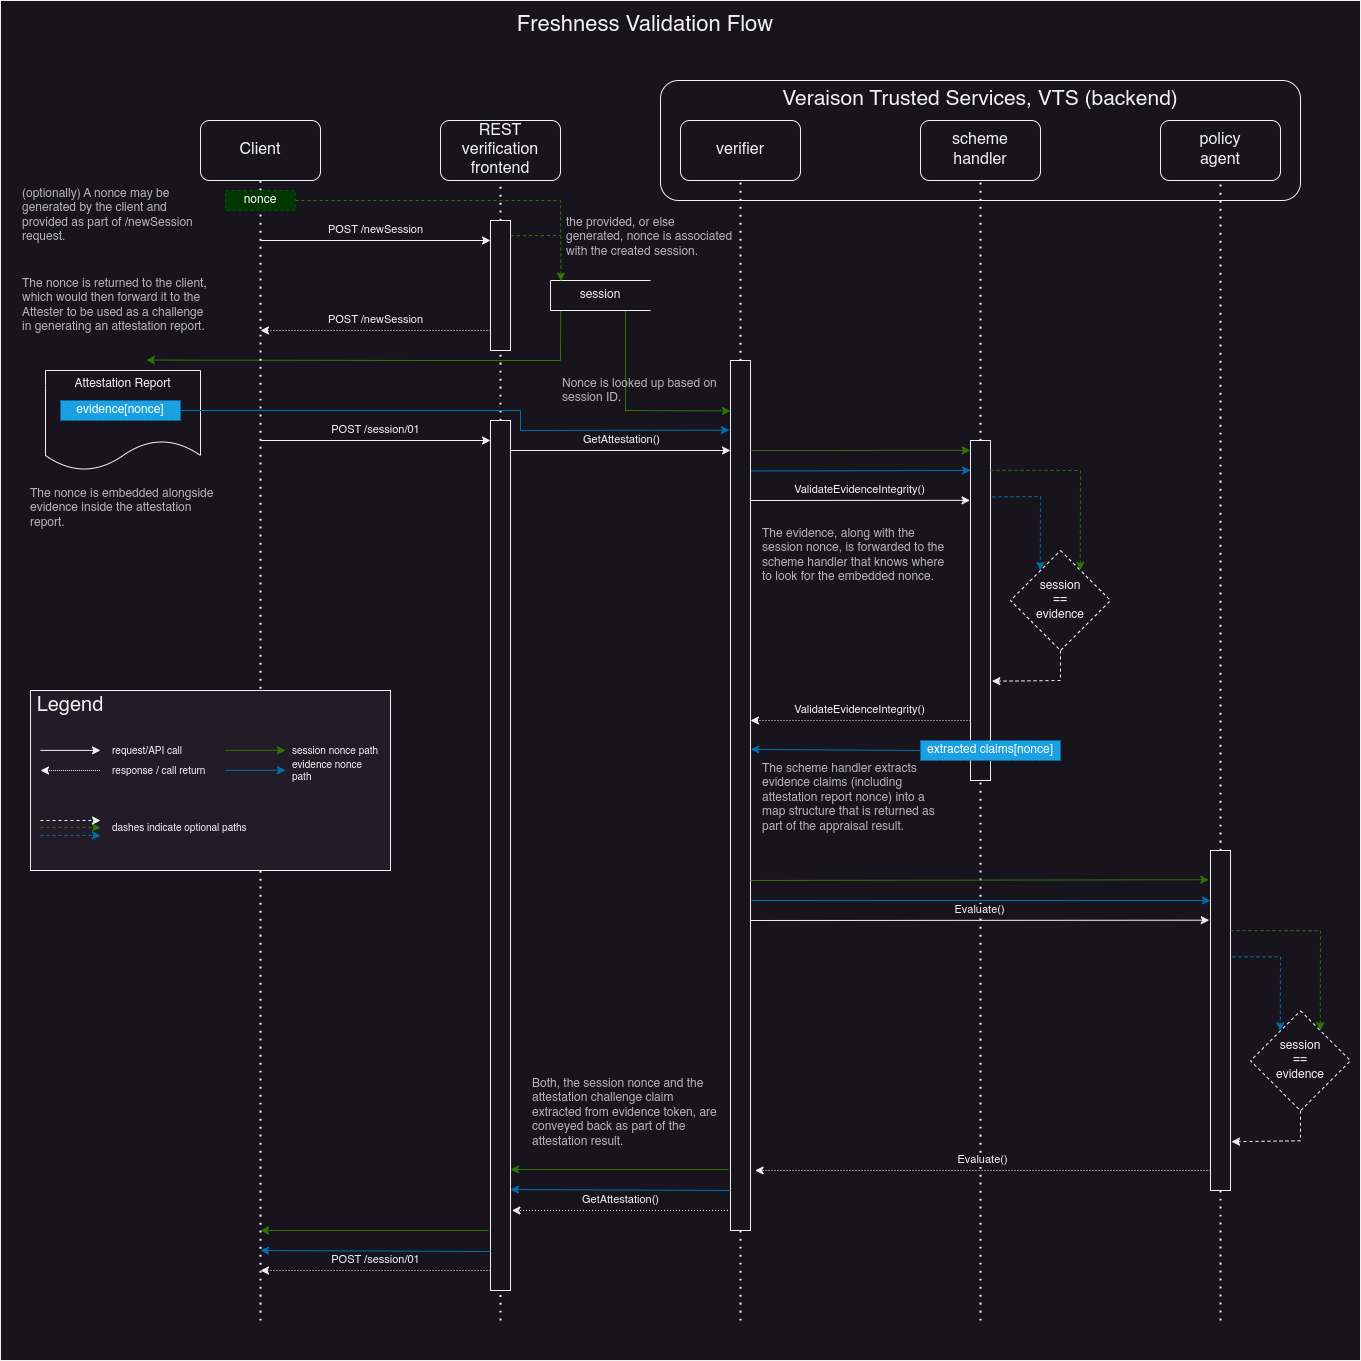 Freshness Validation Flow
Veraison Trusted Services, VTS (backend)
Client
REST
verification
frontend
verifier
scheme
handler
policy
agent
(optionally) A nonce may be
generated by the client and
provided as part of /newSession
request.
nonce
POST /newSession
the provided, or else
generated, nonce is associated
with the created session.
The nonce is returned to the client,
which would then forward it to the
Attester to be used as a challenge
in generating an attestation report.
session
POST /newSession
Attestation Report
evidence[nonce]
Nonce is looked up based on
session ID.
POST /session/01
GetAttestation()
The nonce is embedded alongside
evidence inside the attestation
report.
ValidateEvidenceIntegrity()
The evidence, along with the
session nonce, is forwarded to the
scheme handler that knows where
to look for the embedded nonce.
session
==
evidence
ValidateEvidenceIntegrity()
extracted claims[nonce]
The scheme handler extracts
evidence claims (including
attestation report nonce) into a
map structure that is returned as
part of the appraisal result.
Legend
request/API call
session nonce path
response / call return
evidence nonce
path
dashes indicate optional paths
Evaluate()
session
==
evidence
Both, the session nonce and the
attestation challenge claim
extracted from evidence token, are
conveyed back as part of the
attestation result.
Evaluate()
GetAttestation()
POST /session/01